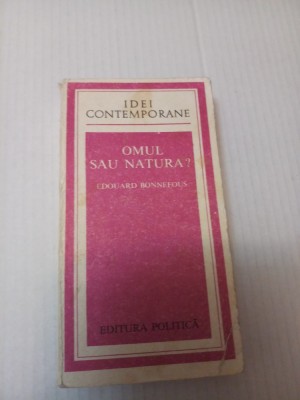 IDEI
CONTEMPORANE
OMUL
SAU NATURA?
EDOUARD BONNEFOUS
EDITURA POLITICĂ